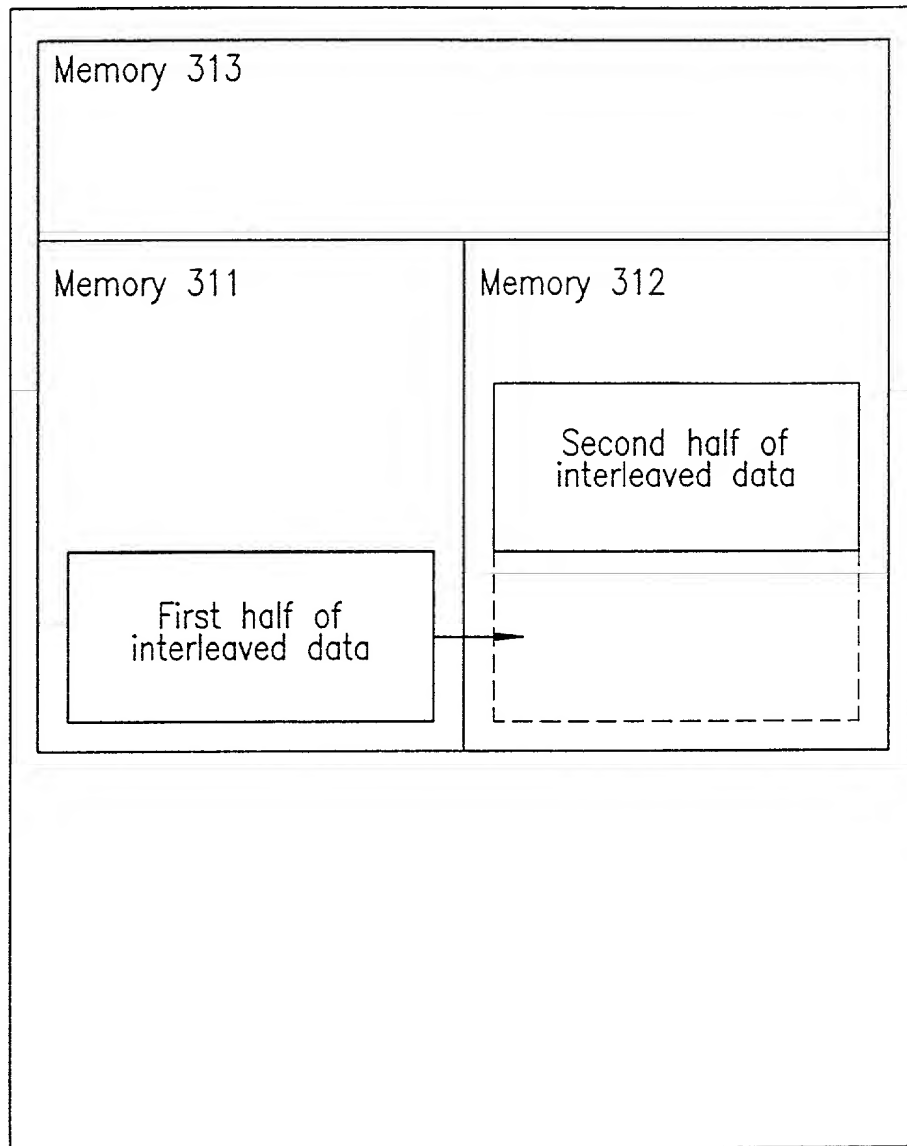 Memory 313
Memory 311
Memory 312
Second half of
interleaved data
First half of
interleaved data